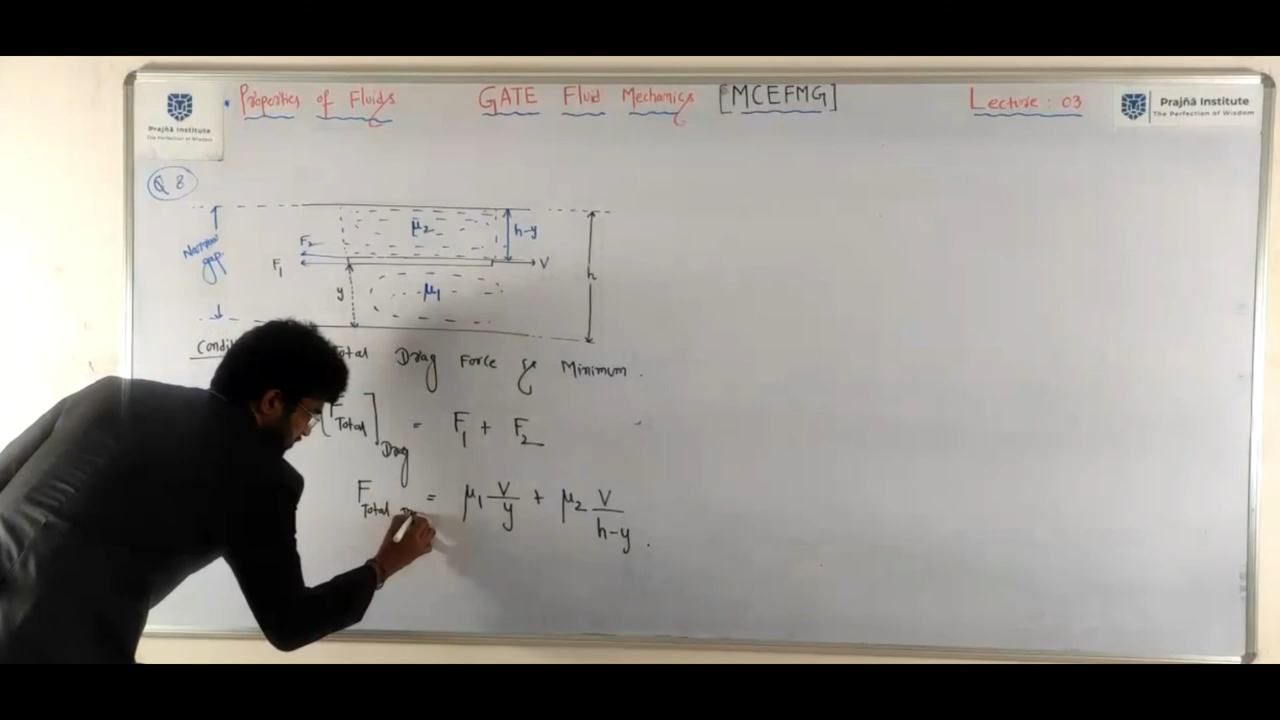 Prajñā Institute
The Perfection of Wisdom
• Properties of Fluids
GATE Fluid Mechanics [MCEFMG]
Lecture : 03
Prajñā Institute
The Perfection of Wisdom
Q 8
Narrow gap
μ2
h-y
F2
F1
V
h
y
μ1
Total Drag Force is Minimum .
[F Total] Drag = F1 + F2
F Total = μ1 V/y + μ2 V/h-y .